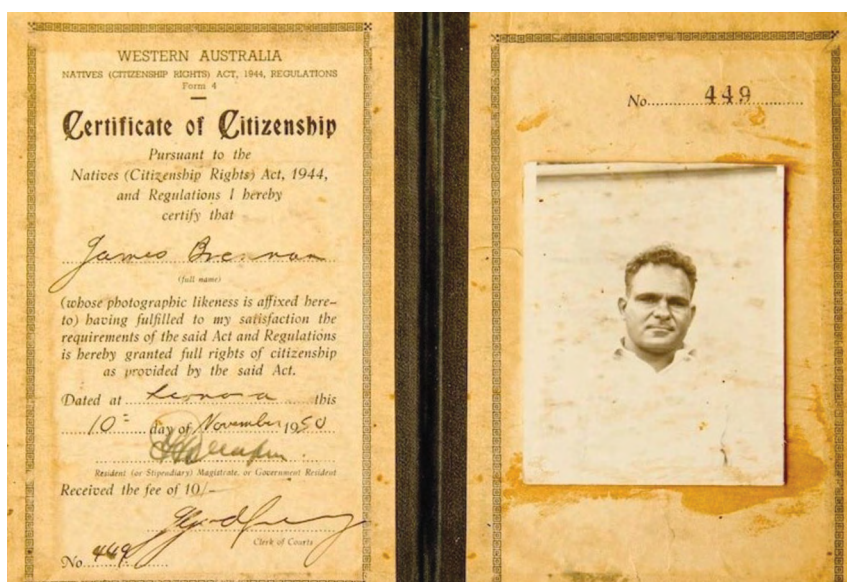 WESTERN AUSTRALIA
NATIVES (CITIZENSHIP RIGHTS) ACT, 1944, REGULATIONS
Form 4
Certificate of Citizenship
Pursuant to the
Natives (Citizenship Rights) Act, 1944,
and Regulations I hereby
certify that
James Brennan
(full name)
(whose photographic likeness is affixed here-
to) having fulfilled to my satisfaction the
requirements of the said Act and Regulations
is hereby granted full rights of citizenship
as provided by the said Act.
Dated at Leonora this
10 day of November 1950
Resident (or Stipendiary) Magistrate, or Government Resident
Received the fee of 10/-
Clerk of Courts
No 449
No. 449